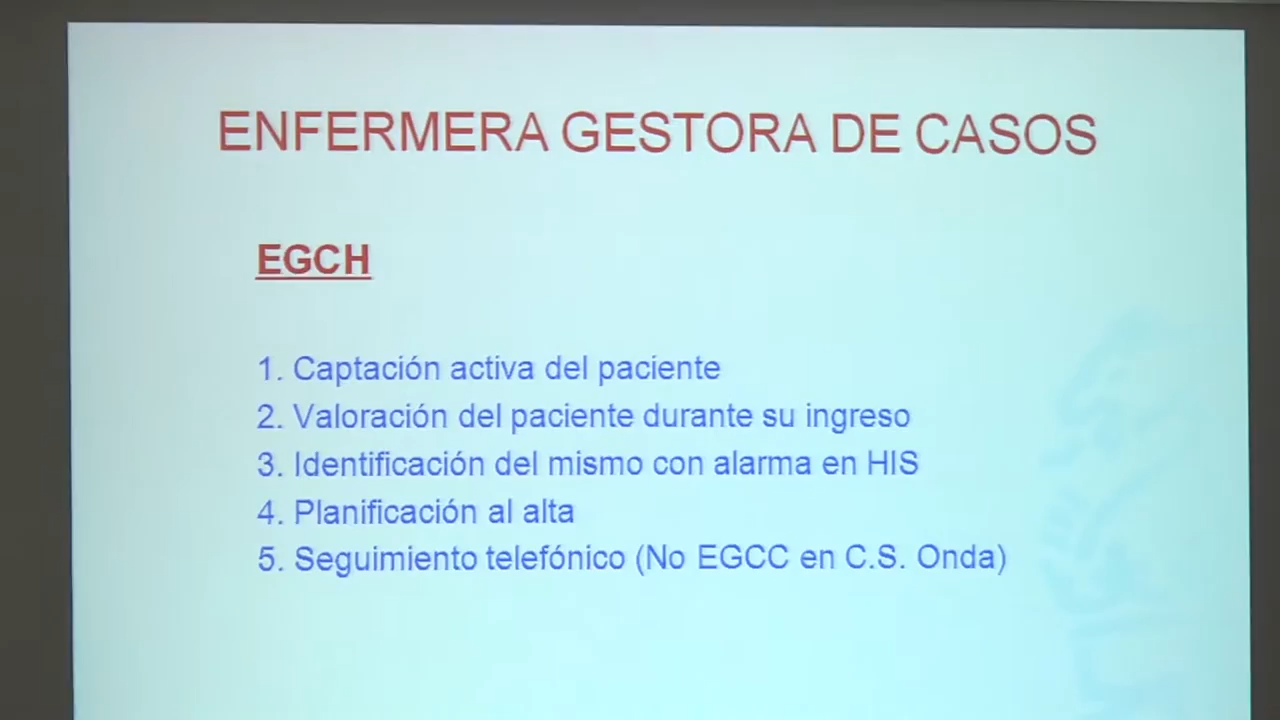 ENFERMERA GESTORA DE CASOS
EGCH
1. Captación activa del paciente
2. Valoración del paciente durante su ingreso
3. Identificación del mismo con alarma en HIS
4. Planificación al alta
5. Seguimiento telefónico (No EGCC en C.S. Onda)